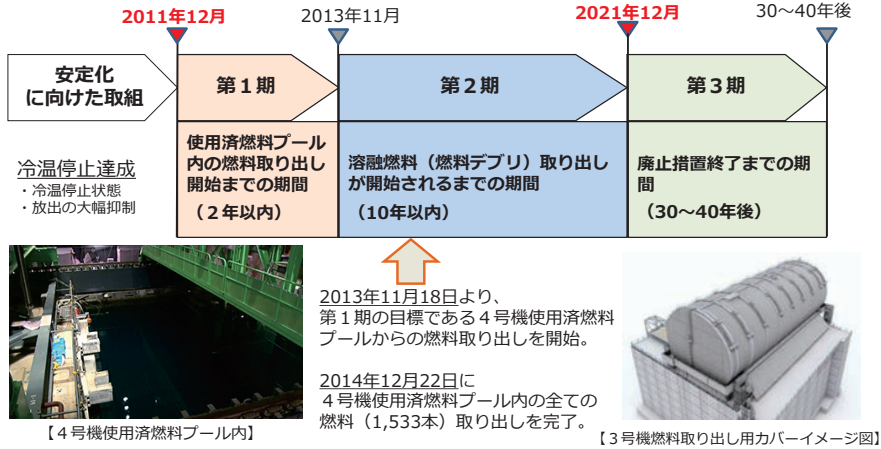 2011年12月
2013年11月
2021年12月
30～40年後
安定化
に向けた取組
第１期
第２期
第３期
冷温停止達成
・冷温停止状態
・放出の大幅抑制
使用済燃料プール
内の燃料取り出し
開始までの期間
（２年以内）
溶融燃料（燃料デブリ）取り出し
が開始されるまでの期間
（10年以内）
廃止措置終了までの期
間
（30～40年後）
2013年11月18日より、
第１期の目標である４号機使用済燃料
プールからの燃料取り出しを開始。
2014年12月22日に
４号機使用済燃料プール内の全ての
燃料（1,533本）取り出しを完了。
【４号機使用済燃料プール内】
【３号機燃料取り出し用カバーイメージ図】